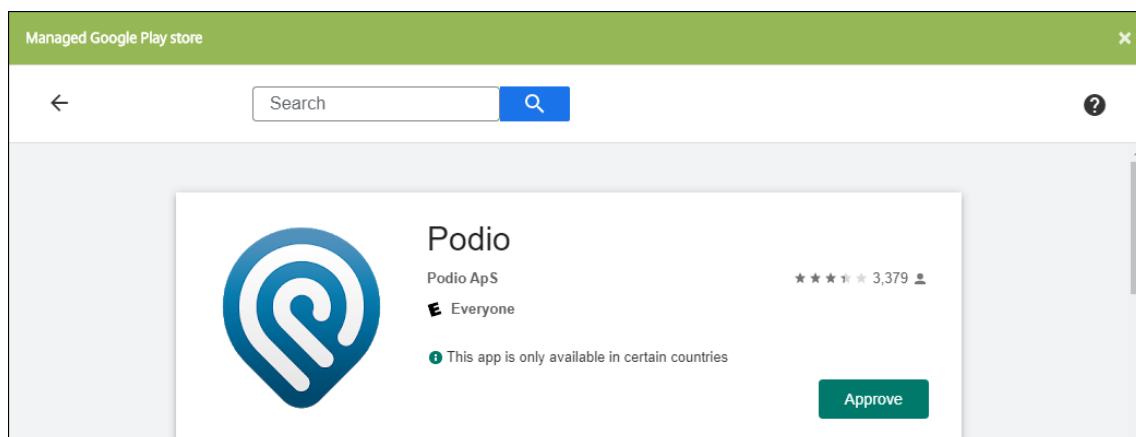 Managed Google Play store
Search
Podio
Podio ApS
3,379
E Everyone
This app is only available in certain countries
Approve